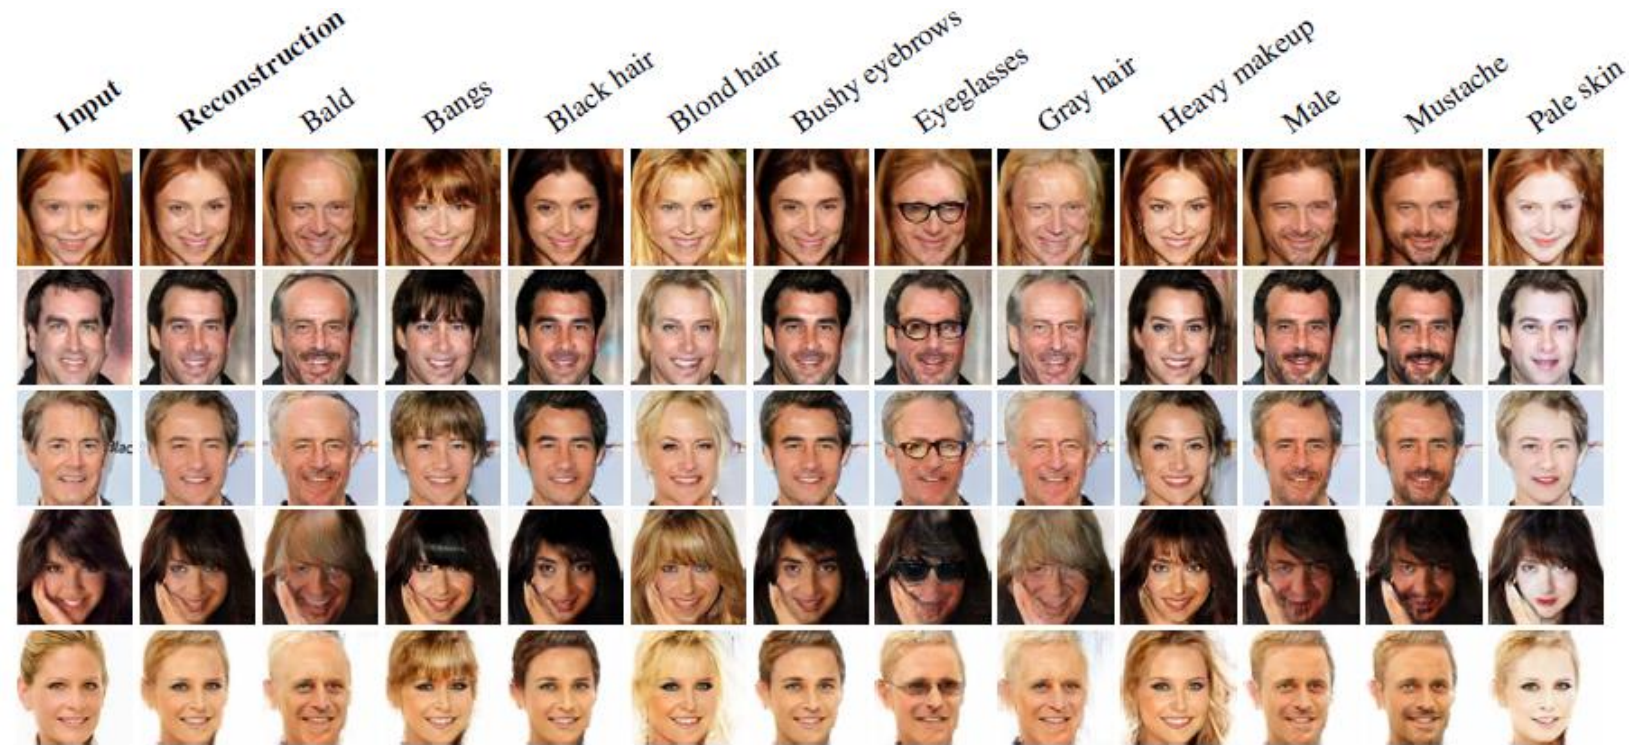 Input
Reconstruction
Bald
Bangs
Black hair
Blond hair
Bushy eyebrows
Eyeglasses
Gray hair
Heavy makeup
Male
Mustache
Pale skin